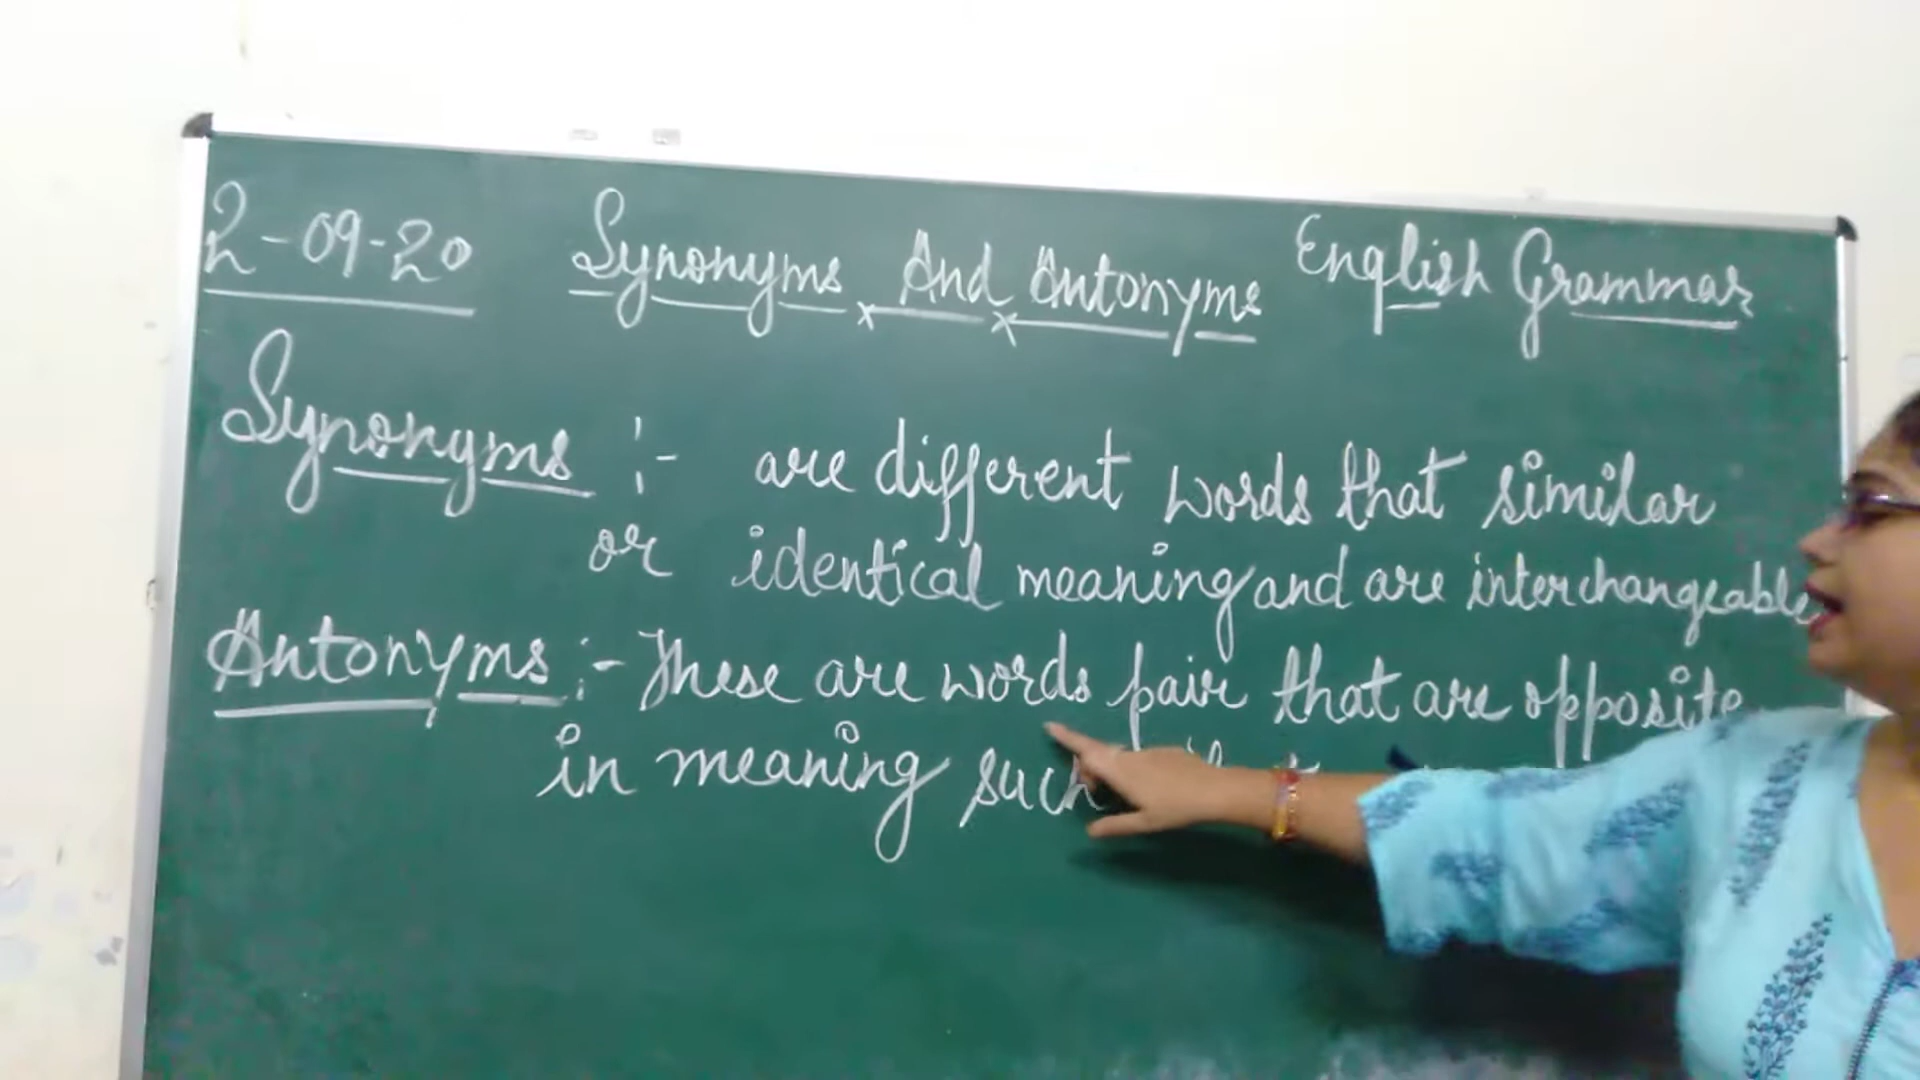 2-09-20 Synonyms And Antonyms English Grammar
Synonyms :- are different words that similar
or identical meaning and are interchangeable
Antonyms :- These are words pair that are opposite
in meaning such